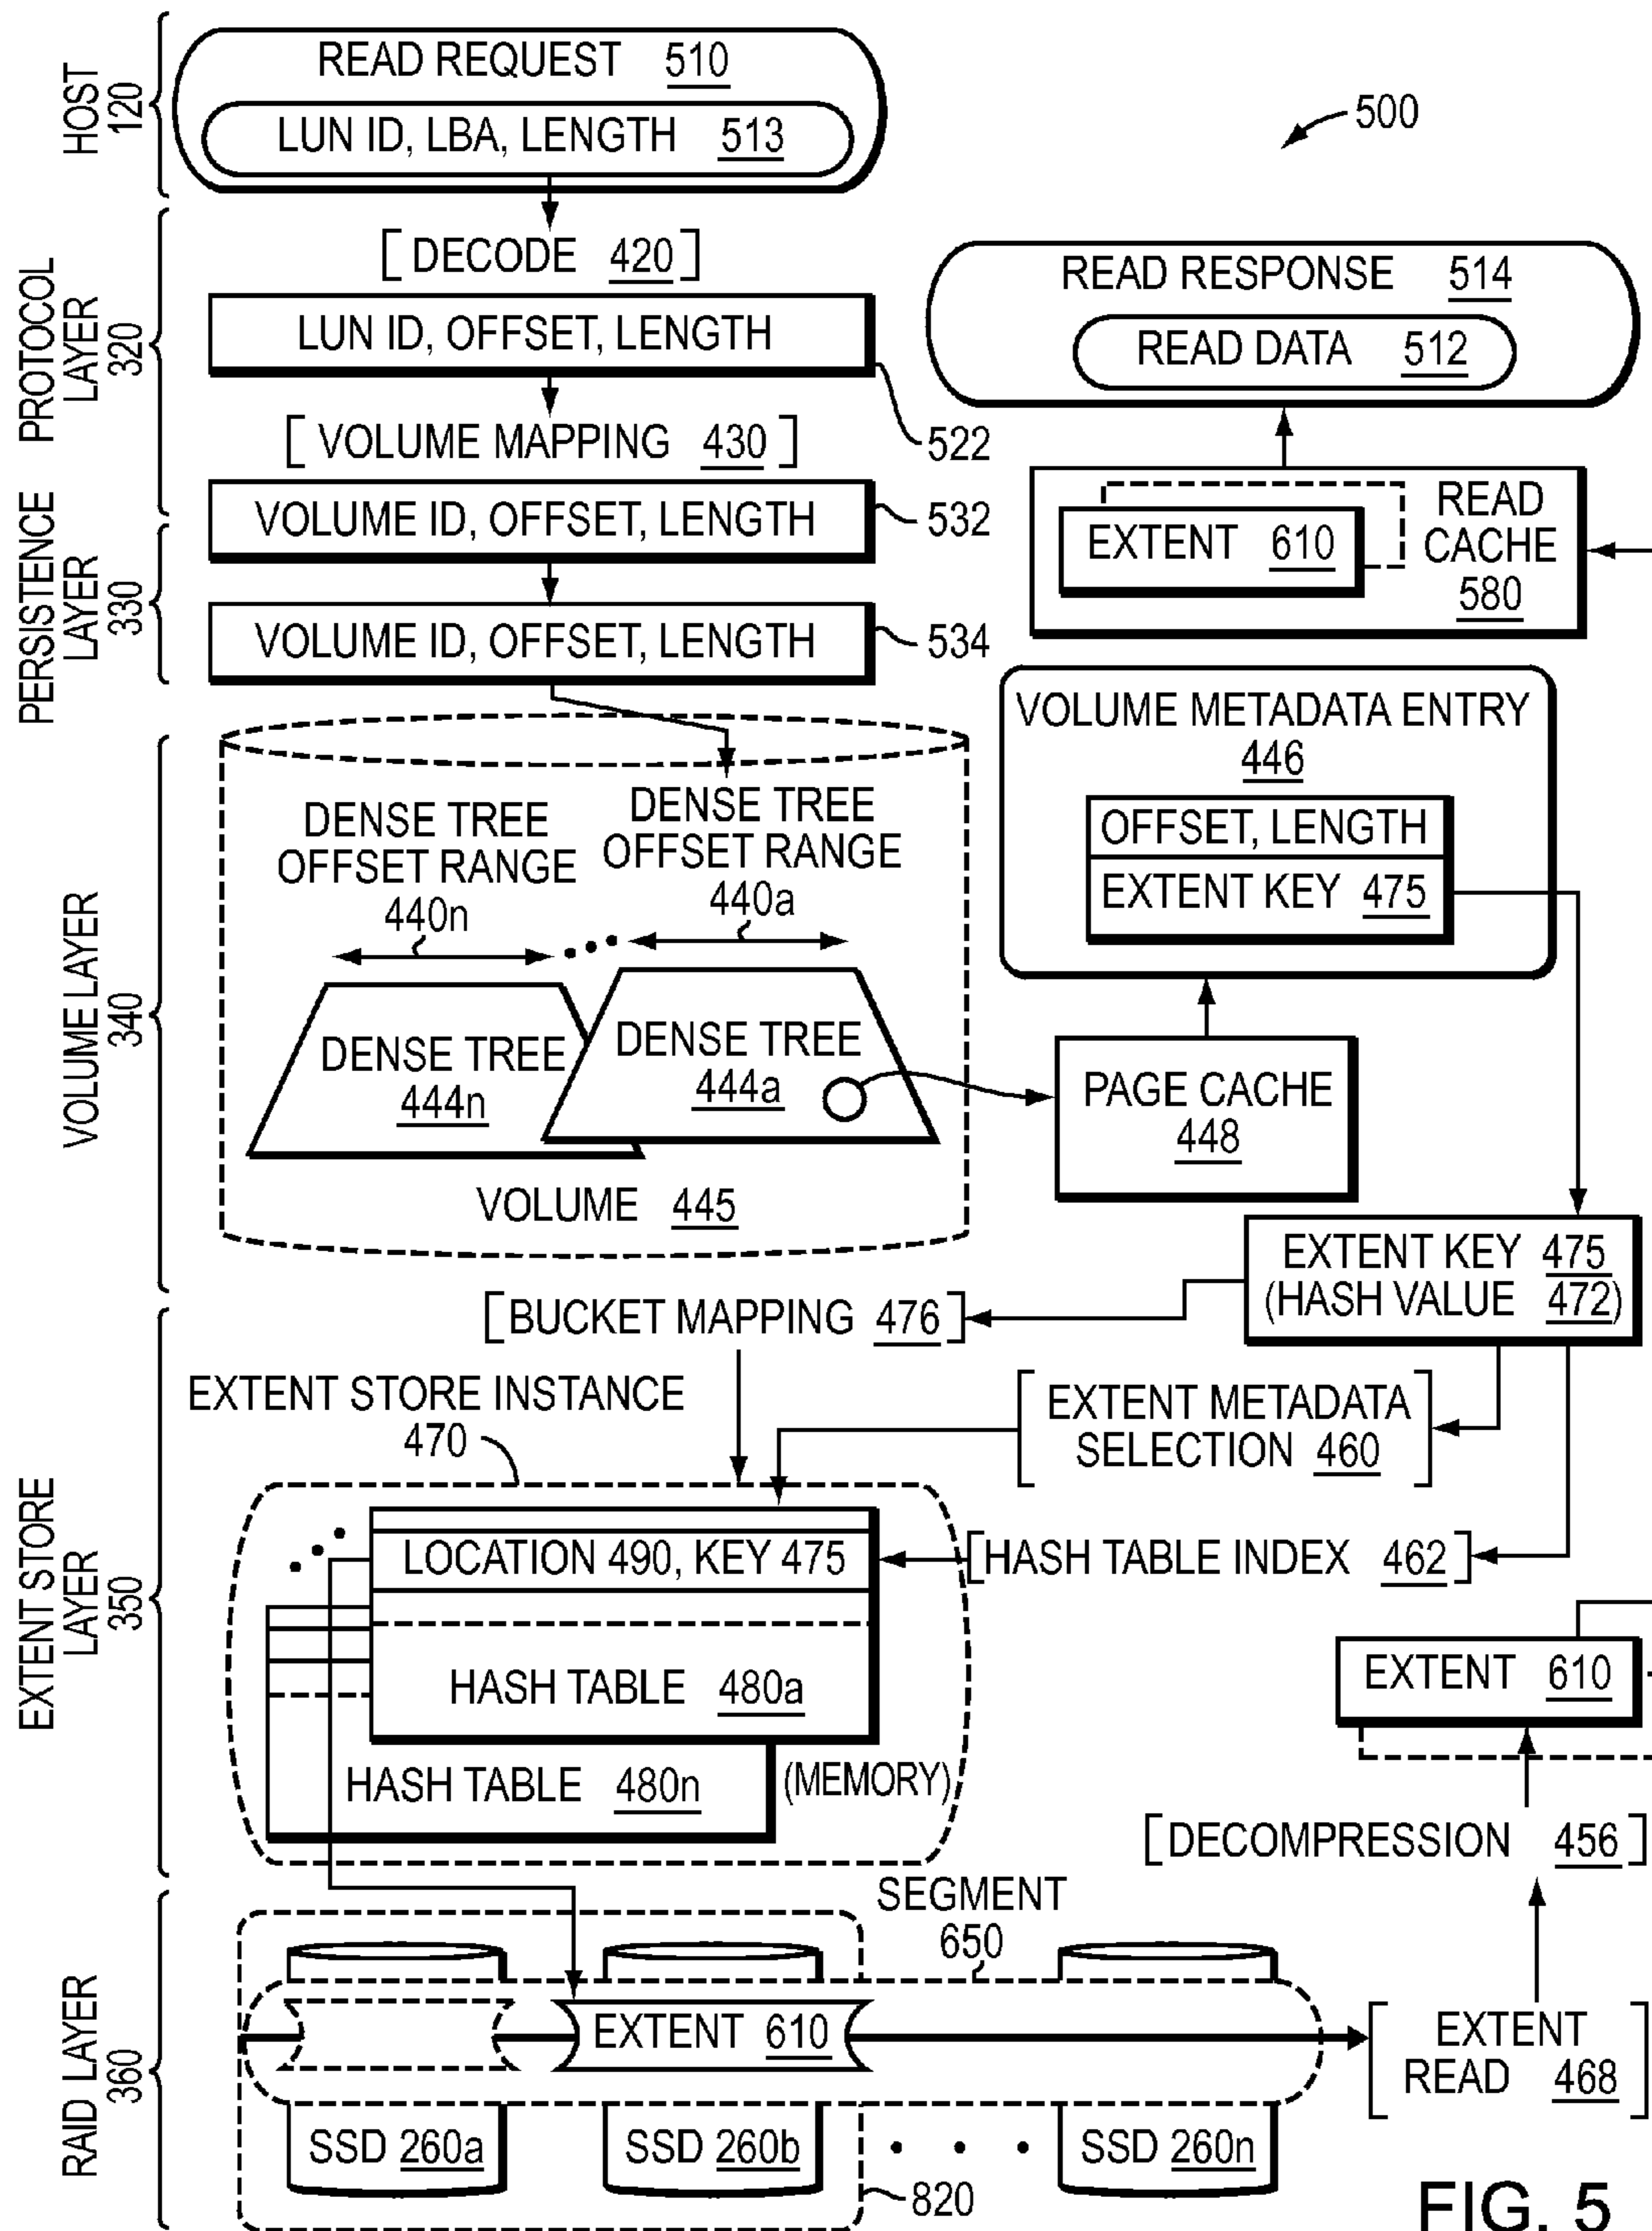 HOST
120
READ REQUEST 510
LUN ID, LBA, LENGTH 513
500
PROTOCOL
LAYER
320
[DECODE 420]
LUN ID, OFFSET, LENGTH
522
[VOLUME MAPPING 430]
READ RESPONSE 514
READ DATA 512
PERSISTENCE
LAYER
330
VOLUME ID, OFFSET, LENGTH
532
VOLUME ID, OFFSET, LENGTH
534
EXTENT 610
READ
CACHE
580
VOLUME LAYER
340
DENSE TREE
OFFSET RANGE
440n
DENSE TREE
OFFSET RANGE
440a
DENSE TREE
444n
DENSE TREE
444a
VOLUME 445
VOLUME METADATA ENTRY
446
OFFSET, LENGTH
EXTENT KEY 475
PAGE CACHE
448
EXTENT KEY 475
(HASH VALUE 472)
EXTENT STORE
LAYER
350
[BUCKET MAPPING 476]
EXTENT STORE INSTANCE
470
[EXTENT METADATA
SELECTION 460]
LOCATION 490, KEY 475
[HASH TABLE INDEX 462]
HASH TABLE 480a
HASH TABLE 480n
(MEMORY)
EXTENT 610
[DECOMPRESSION 456]
RAID LAYER
360
SEGMENT
650
EXTENT 610
[EXTENT
READ 468]
SSD 260a
SSD 260b
. . .
SSD 260n
820
FIG. 5